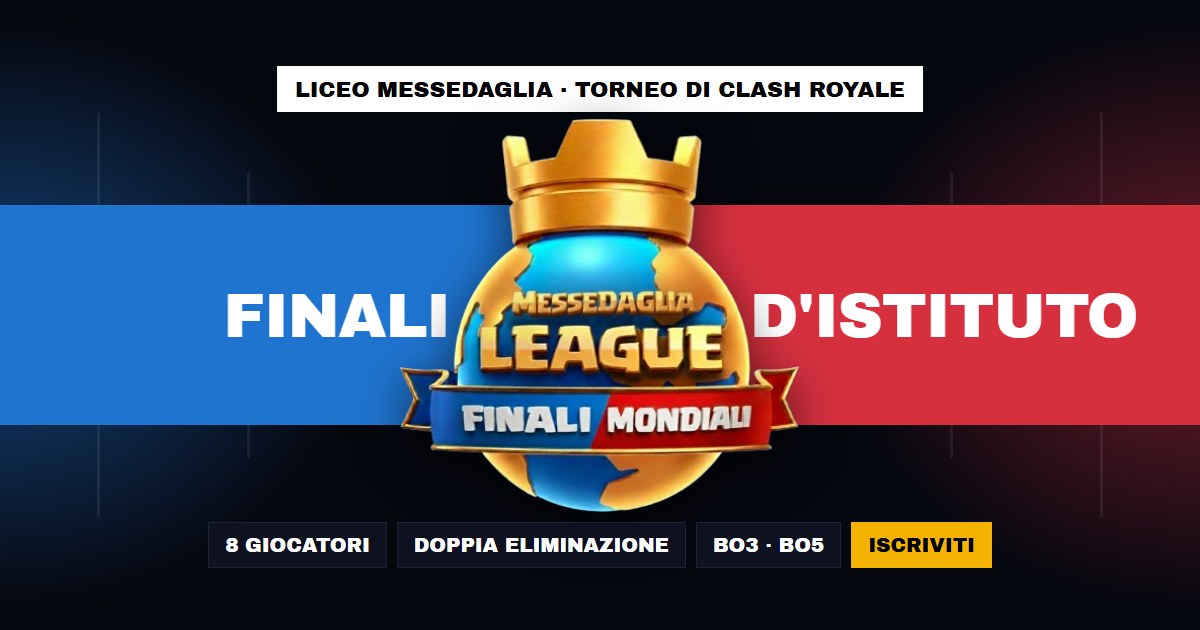 LICEO MESSEDAGLIA · TORNEO DI CLASH ROYALE
FINALI D'ISTITUTO
MESSEDAGLIA
LEAGUE
FINALI MONDIALI
8 GIOCATORI DOPPIA ELIMINAZIONE BO3 · BO5 ISCRIVITI